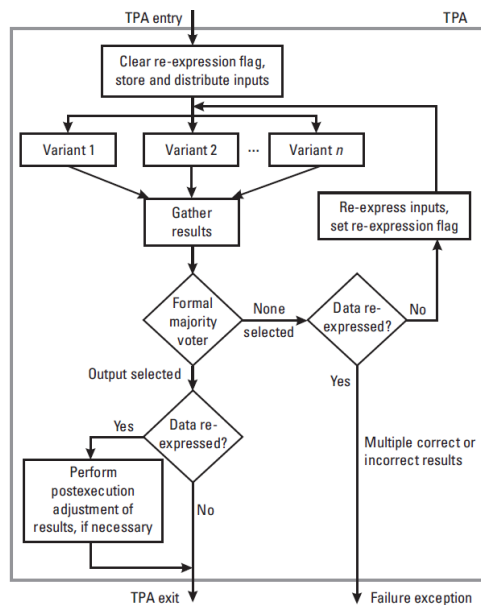 TPA entry
TPA
Clear re-expression flag,
store and distribute inputs
Variant 1
Variant 2
...
Variant n
Gather
results
Re-express inputs,
set re-expression flag
Formal
majority
voter
None
selected
Data re-
expressed?
No
Output selected
Yes
Multiple correct or
incorrect results
Data re-
expressed?
Yes
Perform
postexecution
adjustment of
results, if necessary
No
TPA exit
Failure exception